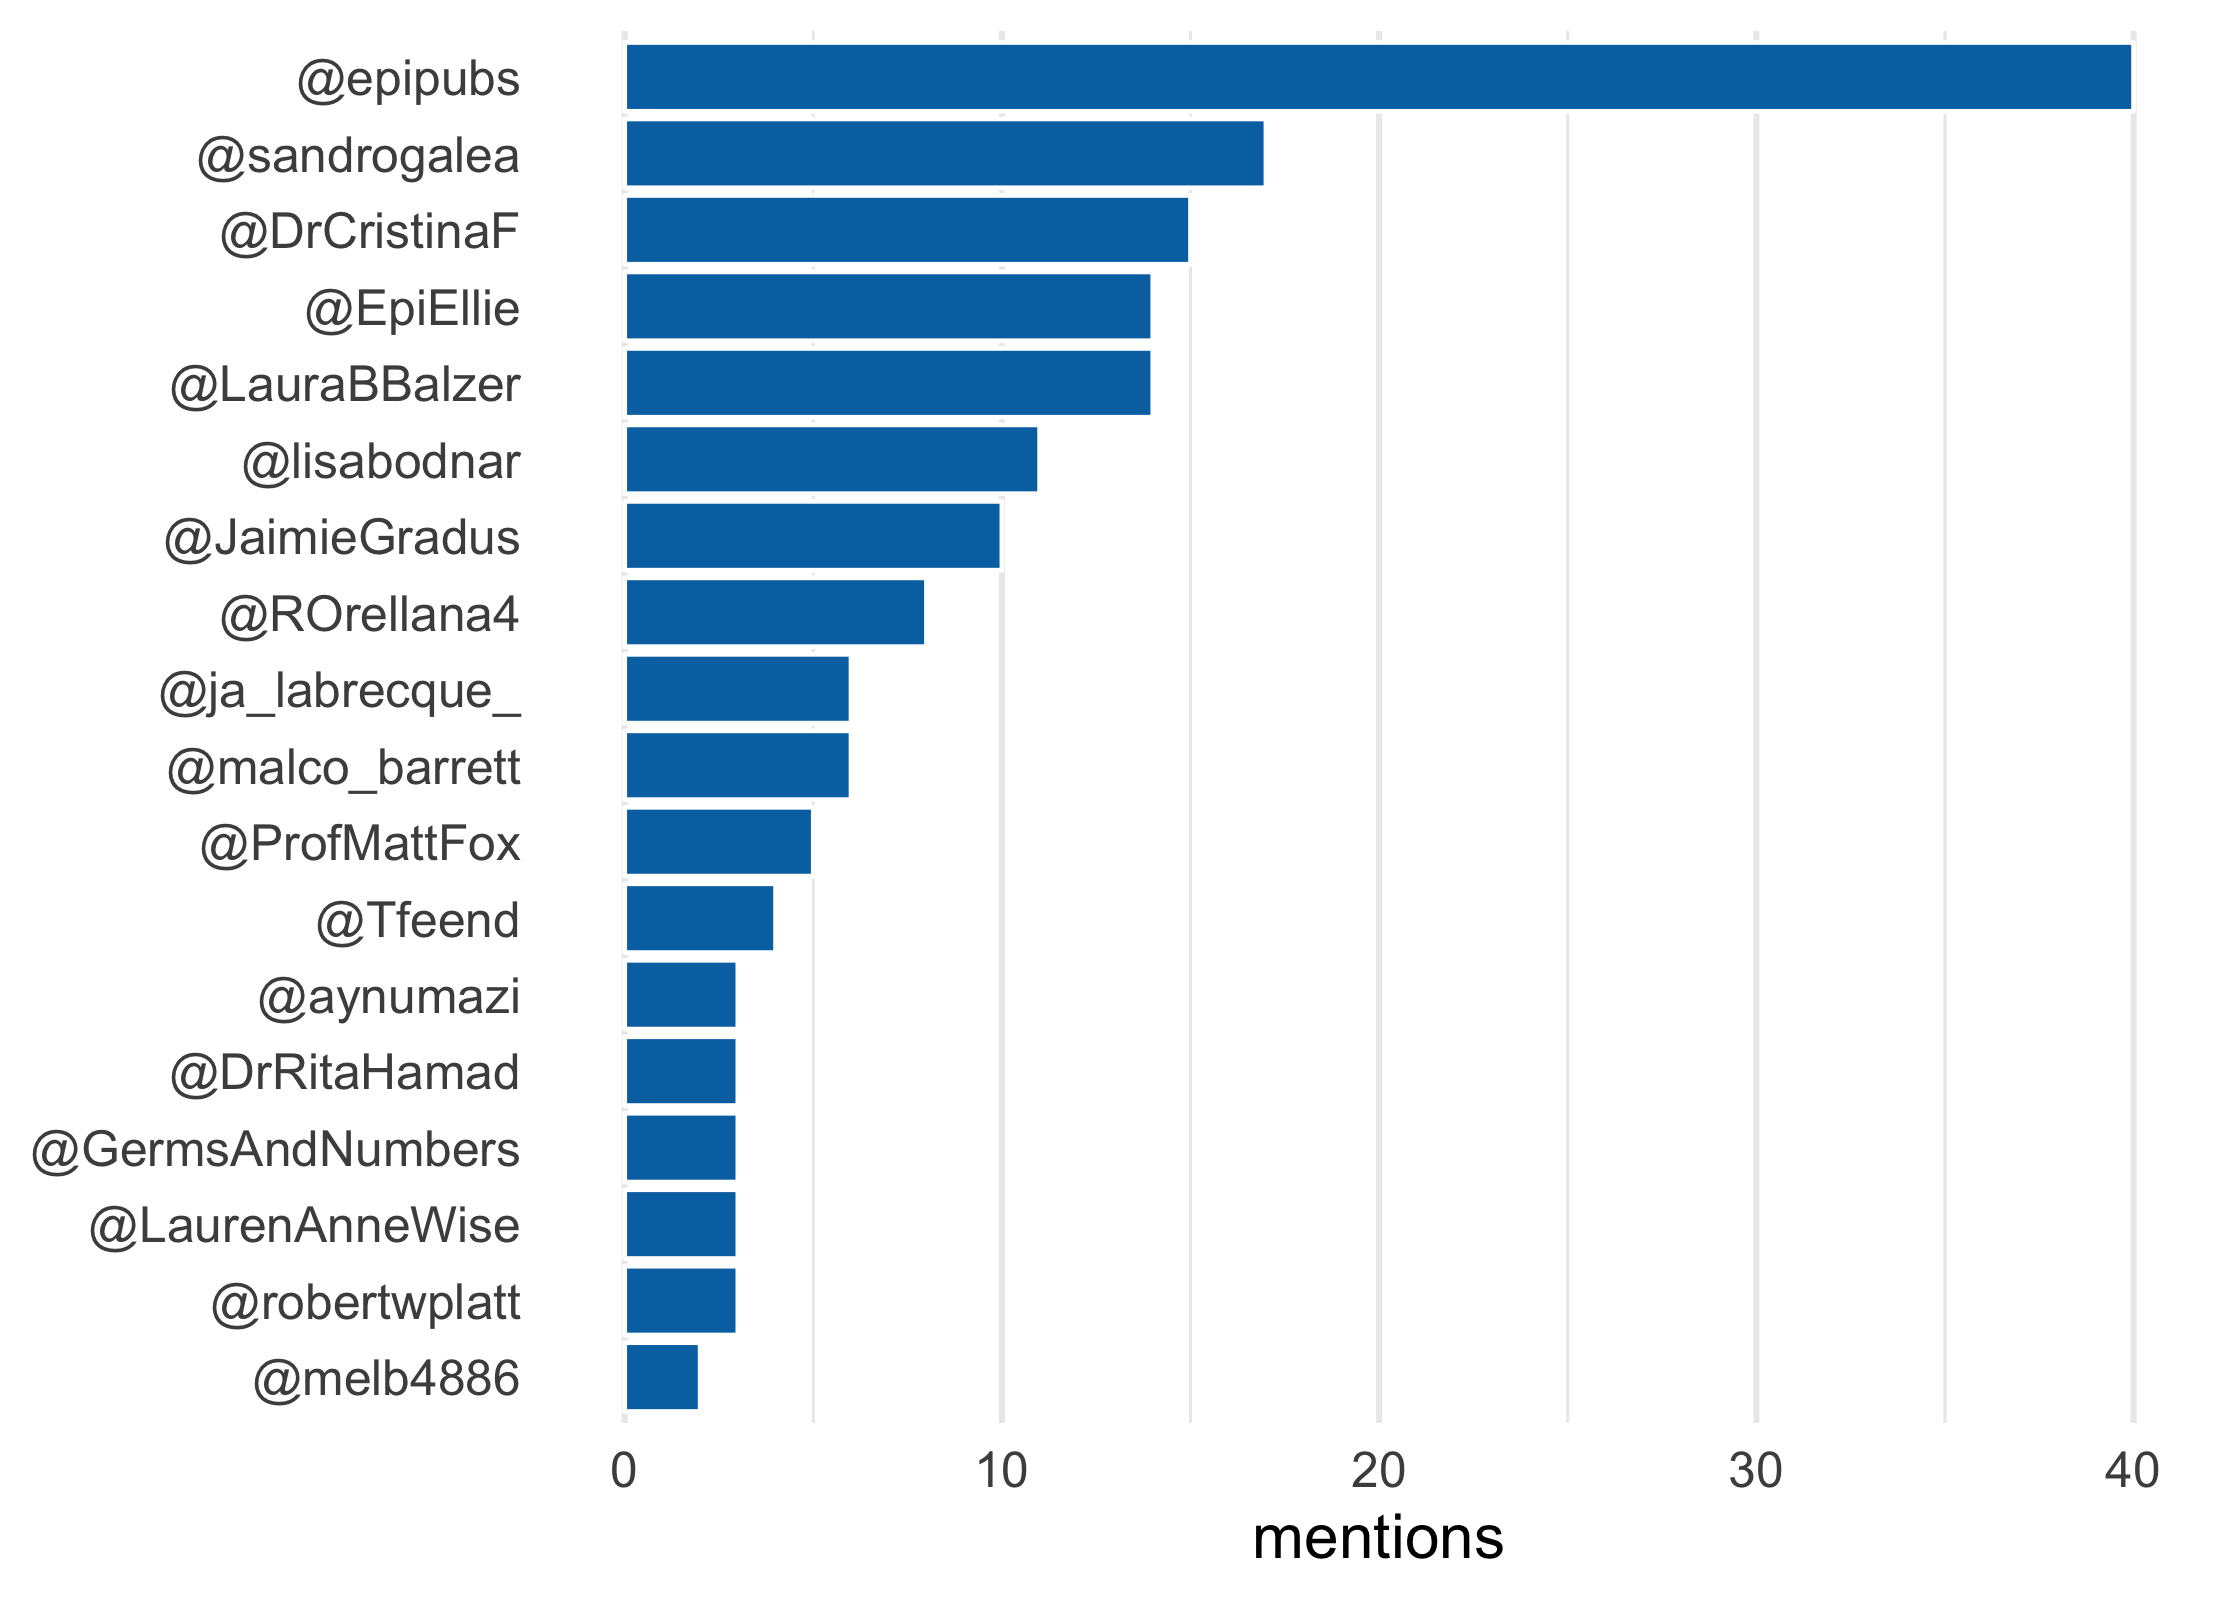 @epipubs
@sandrogalea
@DrCristinaF
@EpiEllie
@LauraBBalzer
@lisabodnar
@JaimieGradus
@ROrellana4
@ja_labrecque_
@malco_barrett
@ProfMattFox
@Tfeend
@aynumazi
@DrRitaHamad
@GermsAndNumbers
@LaurenAnneWise
@robertwplatt
@melb4886
0 10 20 30 40
mentions